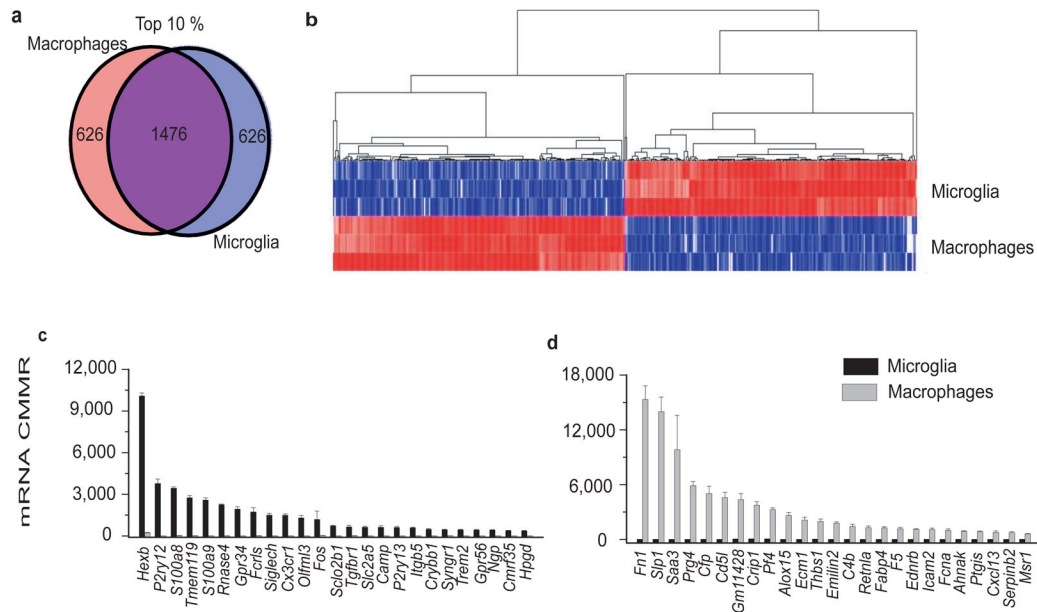 a
Top 10 %
Macrophages
626
1476
626
Microglia
b
Microglia
Macrophages
c
mRNA CMMR
12,000
9,000
6,000
3,000
0
Hexb
P2ry12
S100a8
Tmem119
S100a9
Rnase4
Gpr34
Fcrls
Siglech
Cx3cr1
Olfml3
Fos
Sclo2b1
Tgfbr1
Slc2a5
Camp
P2ry13
Itgb5
Crybb1
Syngr1
Trem2
Gpr56
Ngp
Cmrf35
Hpgd
d
Microglia
Macrophages
18,000
12,000
6,000
0
Fn1
Slp1
Saa3
Prg4
Cfp
Cd5l
Gm11428
Crip1
Pf4
Alox15
Ecm1
Thbs1
Emilin2
C4b
Retnla
Fabp4
F5
Ednrb
Icam2
Fcna
Ahnak
Ptgis
Cxcl13
Serpinb2
Msr1